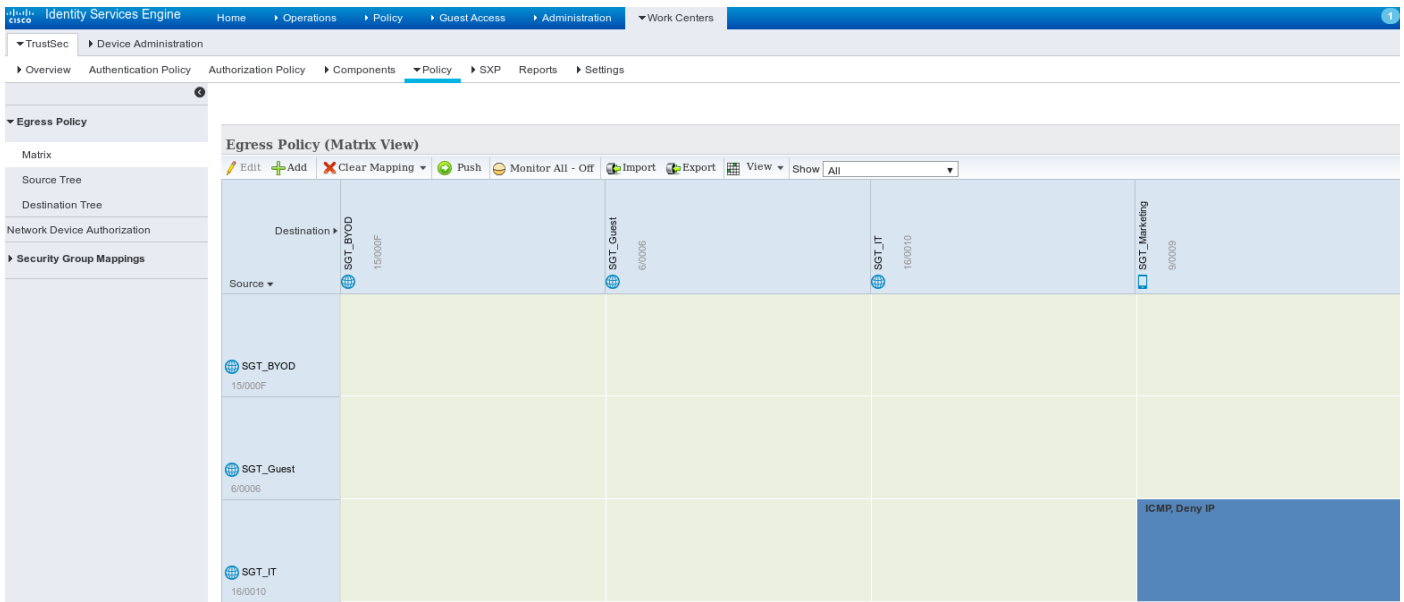 Identity Services Engine
CISCO
Home Operations Policy Guest Access Administration Work Centers
1
TrustSec Device Administration
Overview Authentication Policy Authorization Policy Components Policy SXP Reports Settings
Egress Policy
Matrix
Source Tree
Destination Tree
Network Device Authorization
Security Group Mappings
Egress Policy (Matrix View)
Edit Add Clear Mapping Push Monitor All - Off Import Export View Show All
Destination
Source
SGT_BYOD
15/000F
SGT_Guest
6/0006
SGT_IT
16/0010
SGT_Marketing
9/0009
SGT_BYOD
15/000F
SGT_Guest
6/0006
SGT_IT
16/0010
ICMP, Deny IP